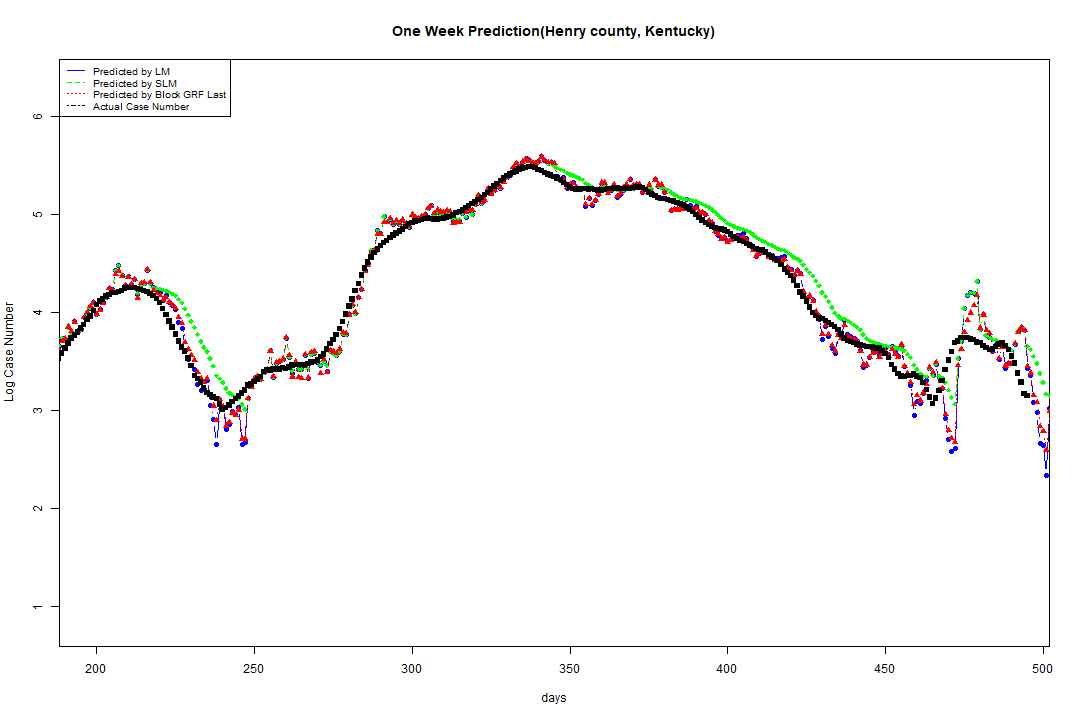 One Week Prediction(Henry county, Kentucky)
Predicted by LM
Predicted by SLM
Predicted by Block GRF Last
Actual Case Number
6
5
4
3
2
1
Log Case Number
200 250 300 350 400 450 500
days